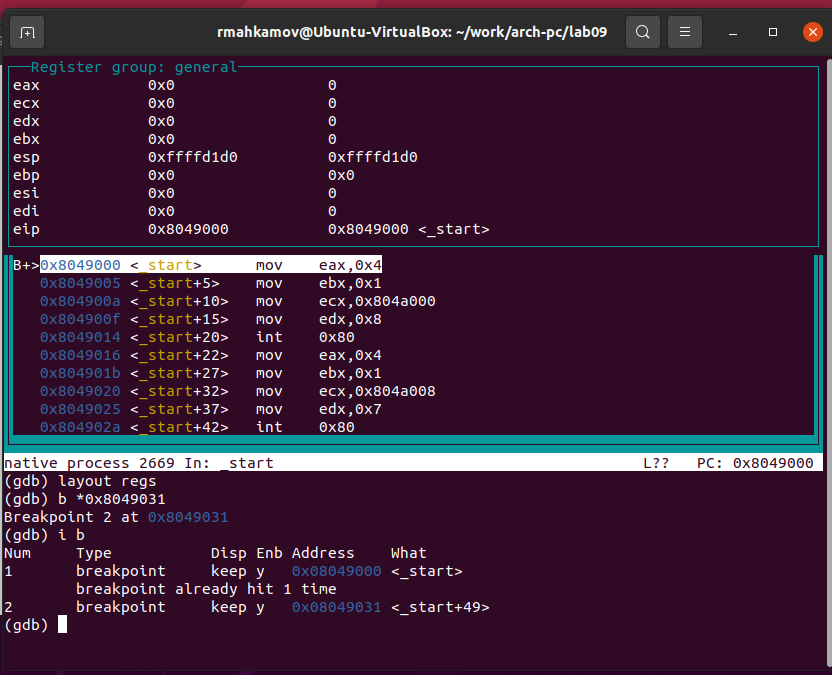 rmahkamov@Ubuntu-VirtualBox: ~/work/arch-pc/lab09
Register group: general
eax 0x0 0
ecx 0x0 0
edx 0x0 0
ebx 0x0 0
esp 0xffffd1d0 0xffffd1d0
ebp 0x0 0x0
esi 0x0 0
edi 0x0 0
eip 0x8049000 0x8049000 <_start>
B+>0x8049000 <_start> mov eax,0x4
0x8049005 <_start+5> mov ebx,0x1
0x804900a <_start+10> mov ecx,0x804a000
0x804900f <_start+15> mov edx,0x8
0x8049014 <_start+20> int 0x80
0x8049016 <_start+22> mov eax,0x4
0x804901b <_start+27> mov ebx,0x1
0x8049020 <_start+32> mov ecx,0x804a008
0x8049025 <_start+37> mov edx,0x7
0x804902a <_start+42> int 0x80
native process 2669 In: _start L?? PC: 0x8049000
(gdb) layout regs
(gdb) b *0x8049031
Breakpoint 2 at 0x8049031
(gdb) i b
Num Type Disp Enb Address What
1 breakpoint keep y 0x08049000 <_start>
breakpoint already hit 1 time
2 breakpoint keep y 0x08049031 <_start+49>
(gdb)